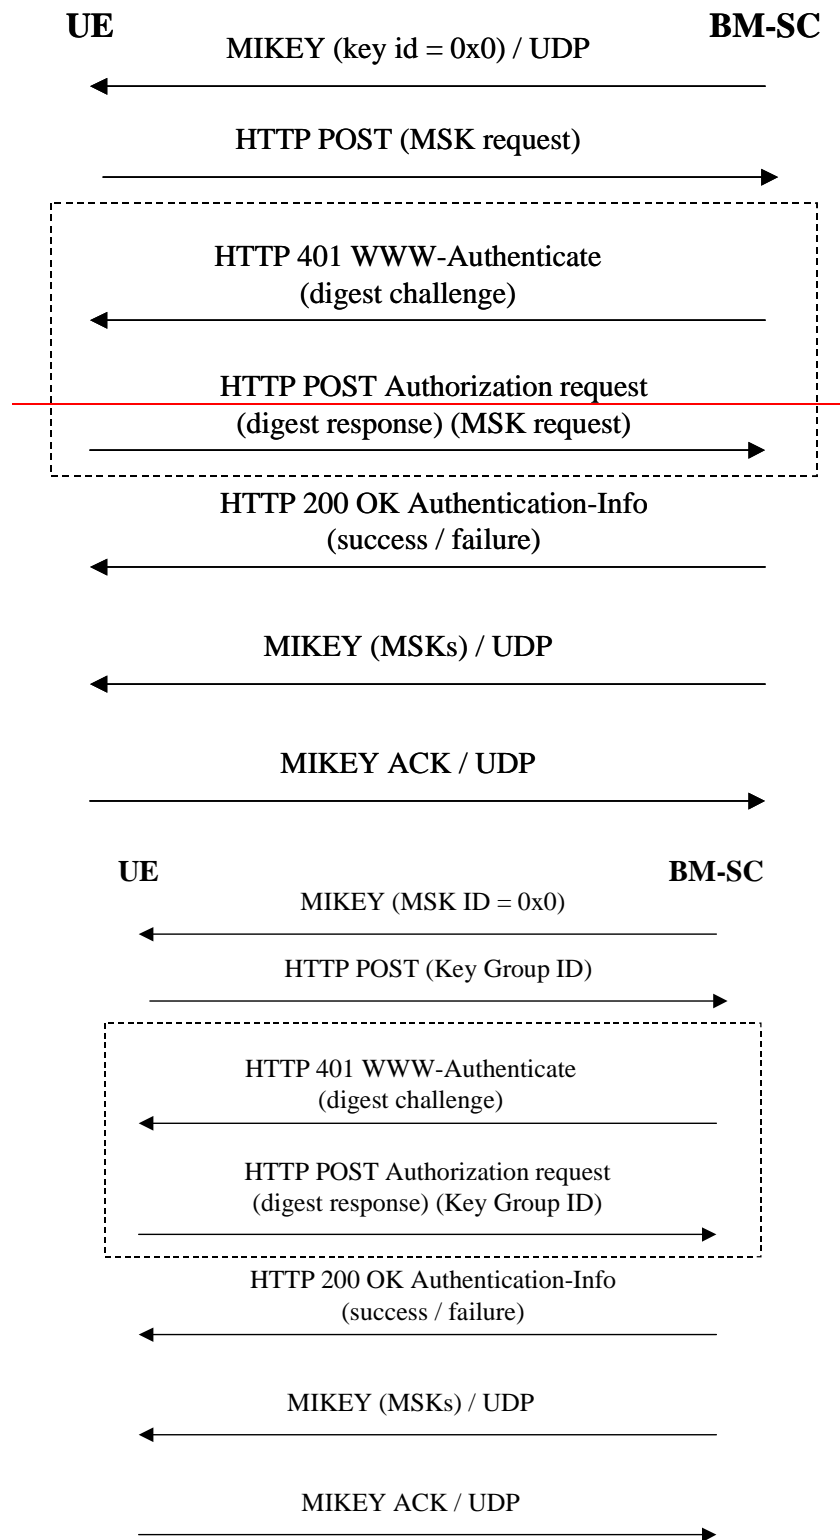 UE BM-SC
MIKEY (key id = 0x0) / UDP
HTTP POST (MSK request)
HTTP 401 WWW-Authenticate
(digest challenge)
HTTP POST Authorization request
(digest response) (MSK request)
HTTP 200 OK Authentication-Info
(success / failure)
MIKEY (MSKs) / UDP
MIKEY ACK / UDP
UE BM-SC
MIKEY (MSK ID = 0x0)
HTTP POST (Key Group ID)
HTTP 401 WWW-Authenticate
(digest challenge)
HTTP POST Authorization request
(digest response) (Key Group ID)
HTTP 200 OK Authentication-Info
(success / failure)
MIKEY (MSKs) / UDP
MIKEY ACK / UDP